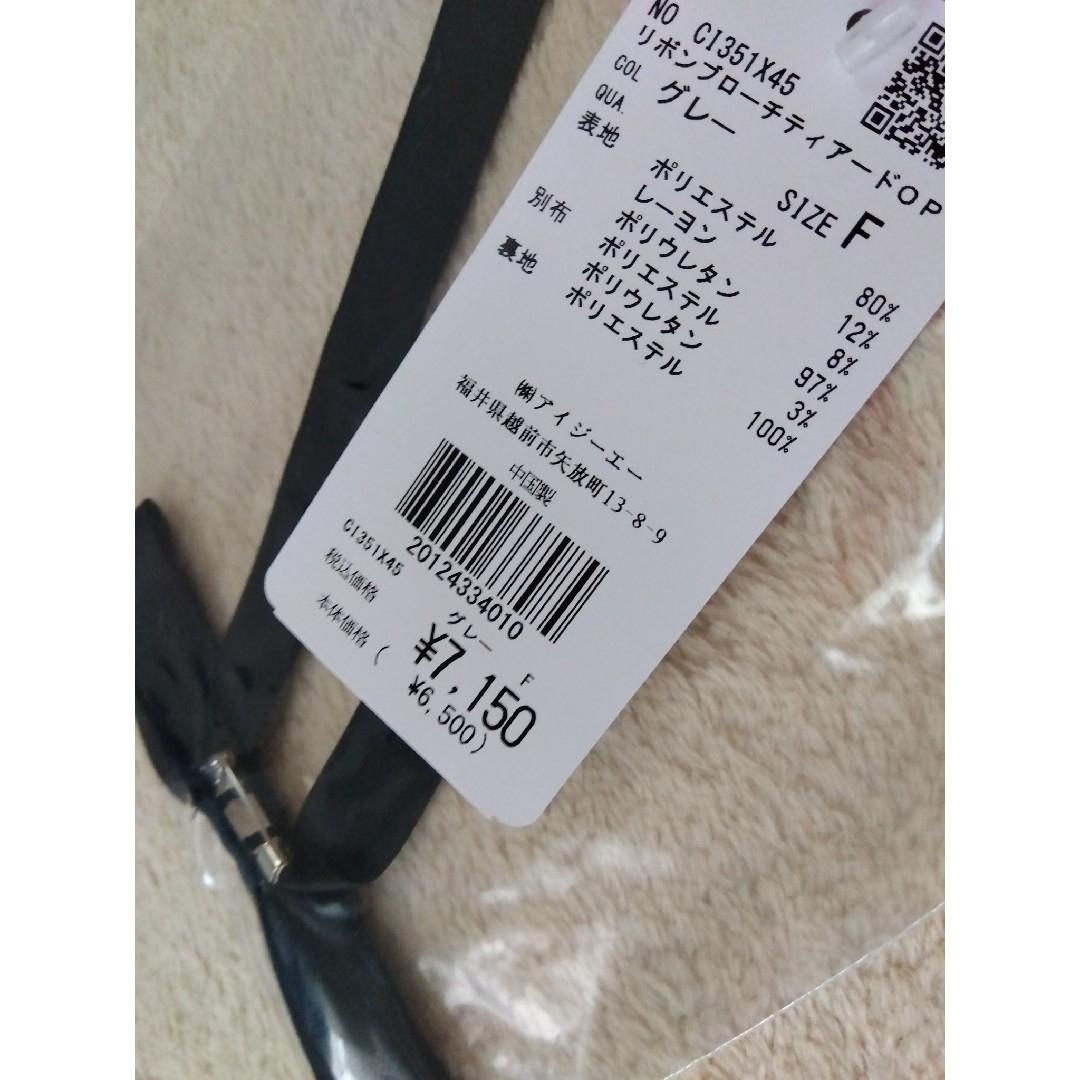 NO CI351X45
リボンブローチティアードOP
COL グレー SIZE F
QUA.
表地 ポリエステル 80%
レーヨン 12%
ポリウレタン 8%
別布 ポリエステル 97%
ポリウレタン 3%
裏地 ポリエステル 100%
㈱アイジーエー
福井県越前市矢放町13-8-9
中国製
20124334010
CI351X45 グレー F
税込価格 ¥7,150
本体価格 ( ¥6,500)